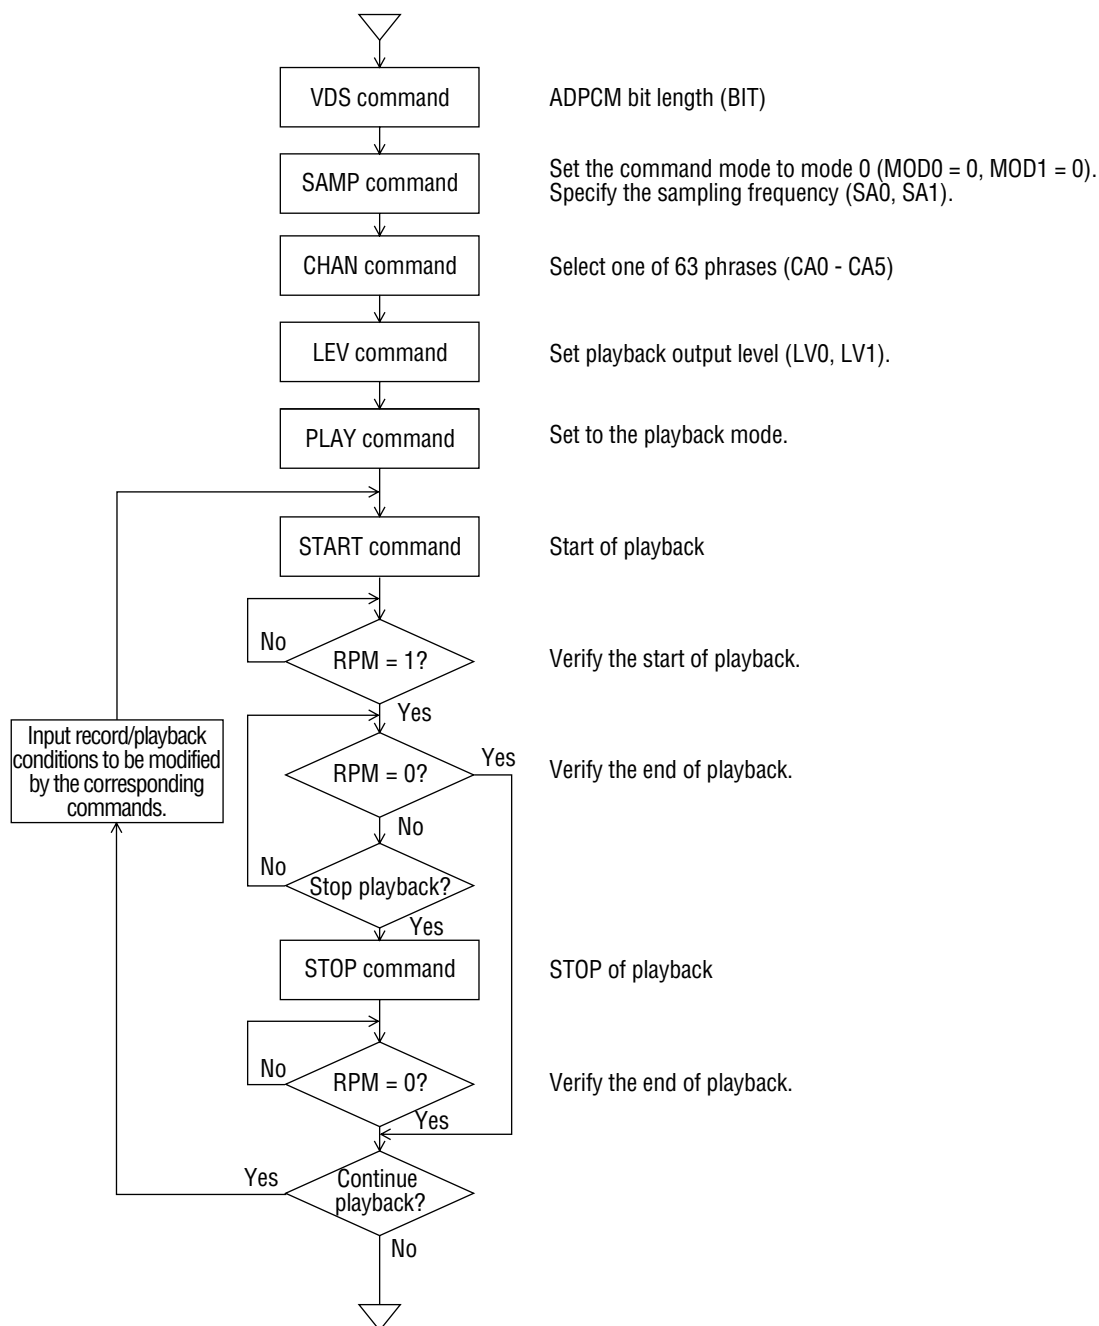 VDS command
ADPCM bit length (BIT)
SAMP command
Set the command mode to mode 0 (MOD0 = 0, MOD1 = 0).
Specify the sampling frequency (SA0, SA1).
CHAN command
Select one of 63 phrases (CA0 - CA5)
LEV command
Set playback output level (LV0, LV1).
PLAY command
Set to the playback mode.
START command
Start of playback
No
RPM = 1?
Verify the start of playback.
Yes
Input record/playback
conditions to be modified
by the corresponding
commands.
RPM = 0?
Yes
Verify the end of playback.
No
No
Stop playback?
Yes
STOP command
STOP of playback
No
RPM = 0?
Verify the end of playback.
Yes
Yes
Continue
playback?
No